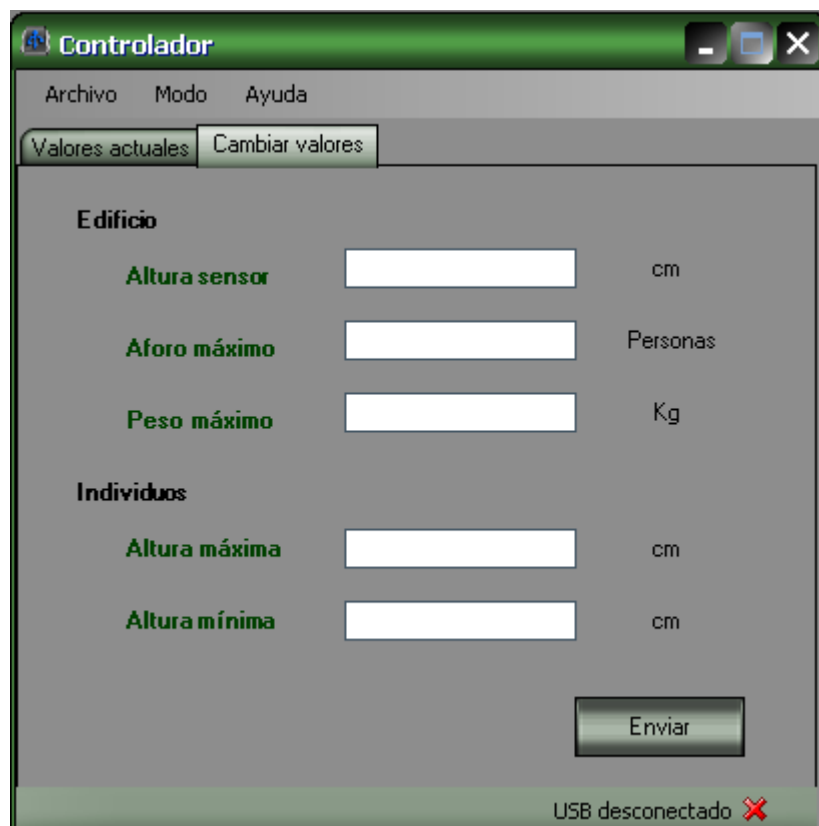 Controlador
Archivo Modo Ayuda
Valores actuales Cambiar valores
Edificio
Altura sensor cm
Aforo máximo Personas
Peso máximo Kg
Individuos
Altura máxima cm
Altura mínima cm
Enviar
USB desconectado